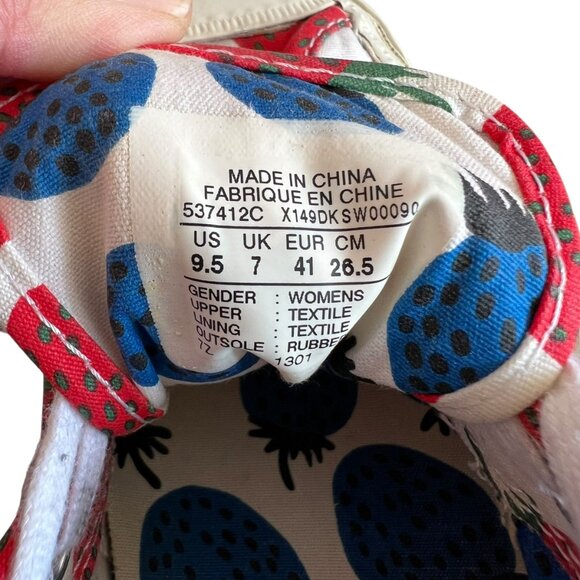 MADE IN CHINA
FABRIQUE EN CHINE
537412C X149DKSW00090
US UK EUR CM
9.5 7 41 26.5
GENDER : WOMENS
UPPER : TEXTILE
LINING : TEXTILE
OUTSOLE : RUBBER
YZ 1301